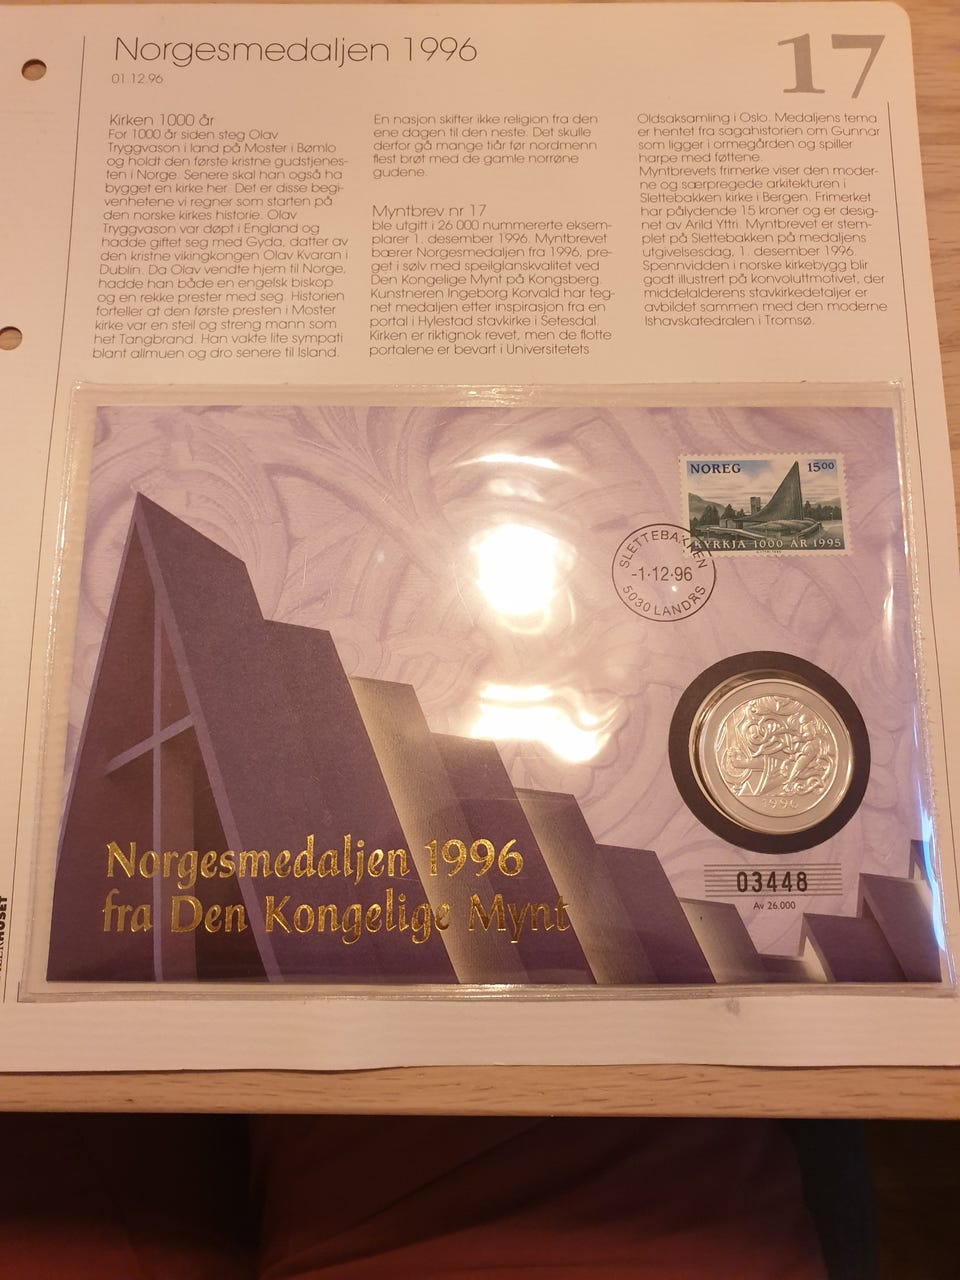 Norgesmedaljen 1996
01.12.96
17
Kirken 1000 år
For 1000 år siden steg Olav
Tryggvason i land på Moster i Bømlo
og holdt den første kristne gudstjenes-
ten i Norge. Senere skal han også ha
bygget en kirke her. Det er disse begi-
venhetene vi regner som starten på
den norske kirkes historie. Olav
Tryggvason var døpt i England og
hadde giftet seg med Gyda, datter av
den kristne vikingkongen Olav Kvaran i
Dublin. Da Olav vendte hjem til Norge,
hadde han både en engelsk biskop
og en rekke prester med seg. Historien
forteller at den første presten i Moster
kirke var en steil og streng mann som
het Tangbrand. Han vakte lite sympati
blant allmuen og dro senere til Island.
En nasjon skifter ikke religion fra den
ene dagen til den neste. Det skulle
derfor gå mange tiår før nordmenn
flest brøt med de gamle norrøne
gudene.
Myntbrev nr 17
ble utgitt i 26 000 nummererte eksem-
plarer 1. desember 1996. Myntbrevet
bærer Norgesmedaljen fra 1996, pre-
get i sølv med speilglanskvalitet ved
Den Kongelige Mynt på Kongsberg.
Kunstneren Ingeborg Korvald har teg-
net medaljen etter inspirasjon fra en
portal i Hylestad stavkirke i Setesdal.
Kirken er riktignok revet, men de flotte
portalene er bevart i Universitetets
Oldsaksamling i Oslo. Medaljens tema
er hentet fra sagahistorien om Gunnar
som ligger i ormegården og spiller
harpe med føttene.
Myntbrevets frimerke viser den moder-
ne og særpregede arkitekturen i
Slettebakken kirke i Bergen. Frimerket
har pålydende 15 kroner og er desig-
net av Arild Yttri. Myntbrevet er stem-
plet på Slettebakken på medaljens
utgivelsesdag, 1. desember 1996.
Spennvidden i norske kirkebygg blir
godt illustrert på konvoluttmotivet, der
middelalderens stavkirkedetaljer er
avbildet sammen med den moderne
Ishavskatedralen i Tromsø.
NOREG 15⁰⁰
KYRKJA 1000 ÅR 1995
SLETTEBAKKEN
-1-12-96
5030 LANDÅS
1996
Norgesmedaljen 1996
fra Den Kongelige Mynt
03448
Av 26.000